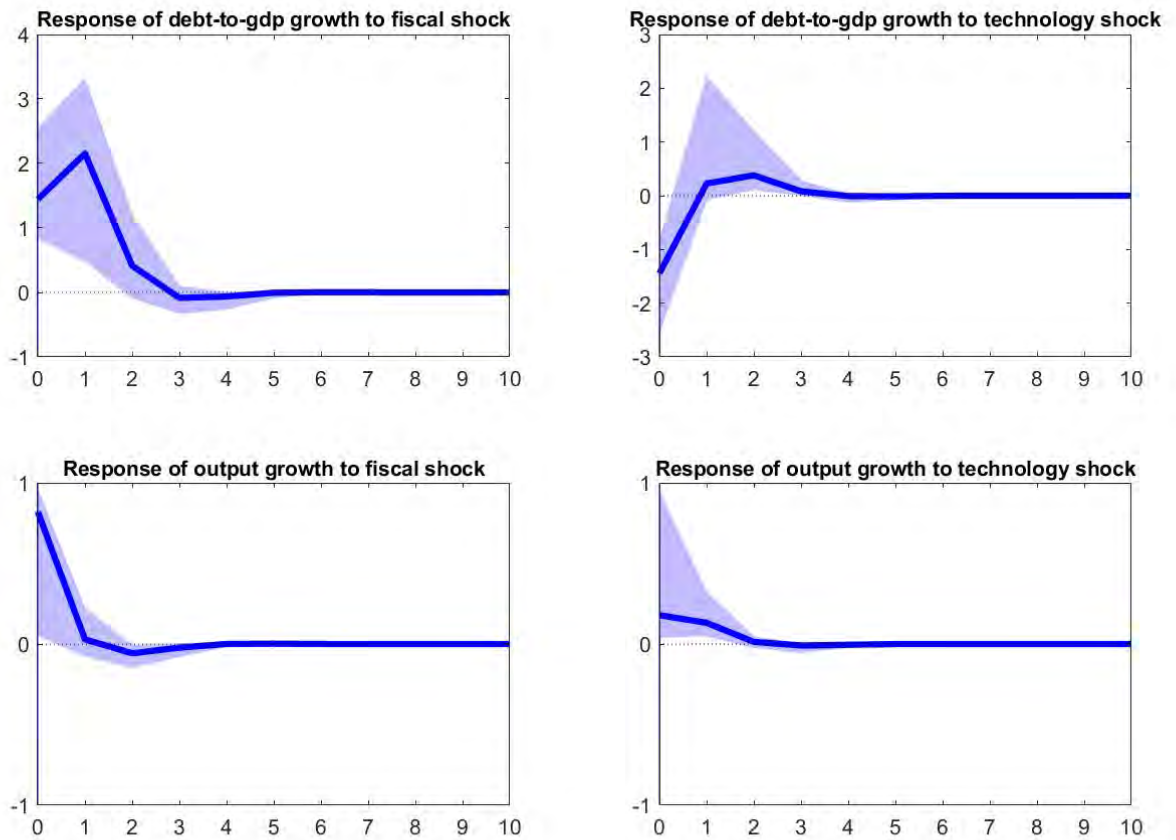 Response of debt-to-gdp growth to fiscal shock
4
3
2
1
0
-1
0 1 2 3 4 5 6 7 8 9 10
Response of debt-to-gdp growth to technology shock
3
2
1
0
-1
-2
-3
0 1 2 3 4 5 6 7 8 9 10
Response of output growth to fiscal shock
1
0
-1
0 1 2 3 4 5 6 7 8 9 10
Response of output growth to technology shock
1
0
-1
0 1 2 3 4 5 6 7 8 9 10